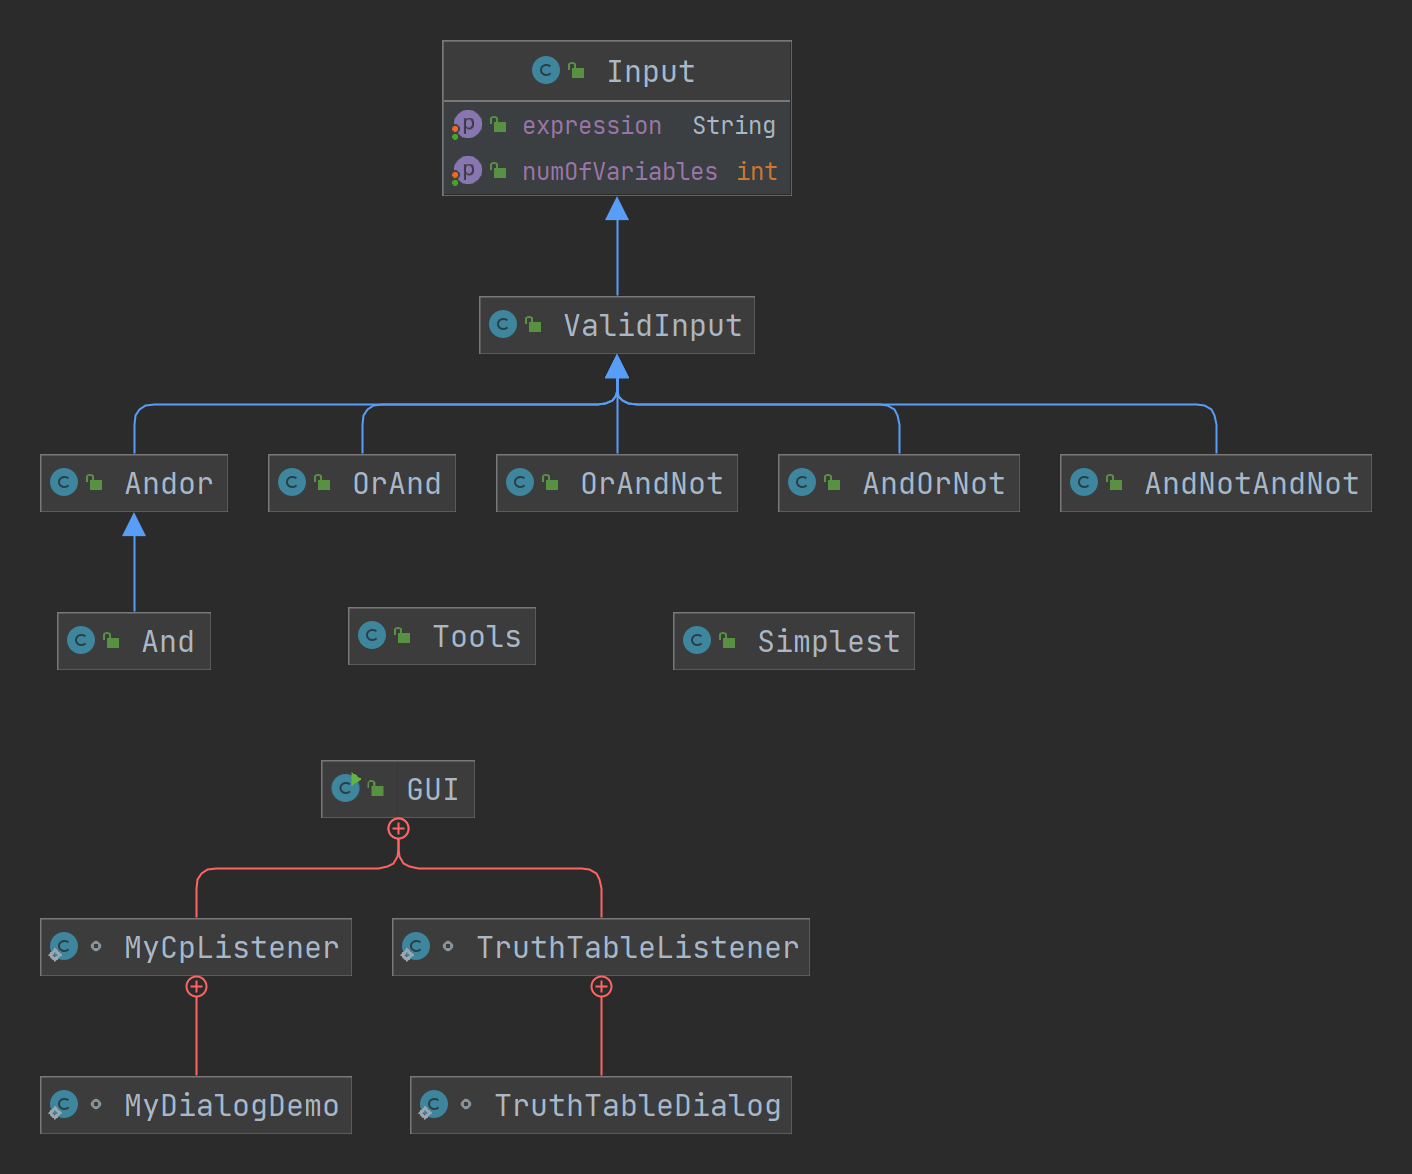 Input
expression String
numOfVariables int
ValidInput
Andor
OrAnd
OrAndNot
AndOrNot
AndNotAndNot
And
Tools
Simplest
GUI
MyCpListener
TruthTableListener
MyDialogDemo
TruthTableDialog